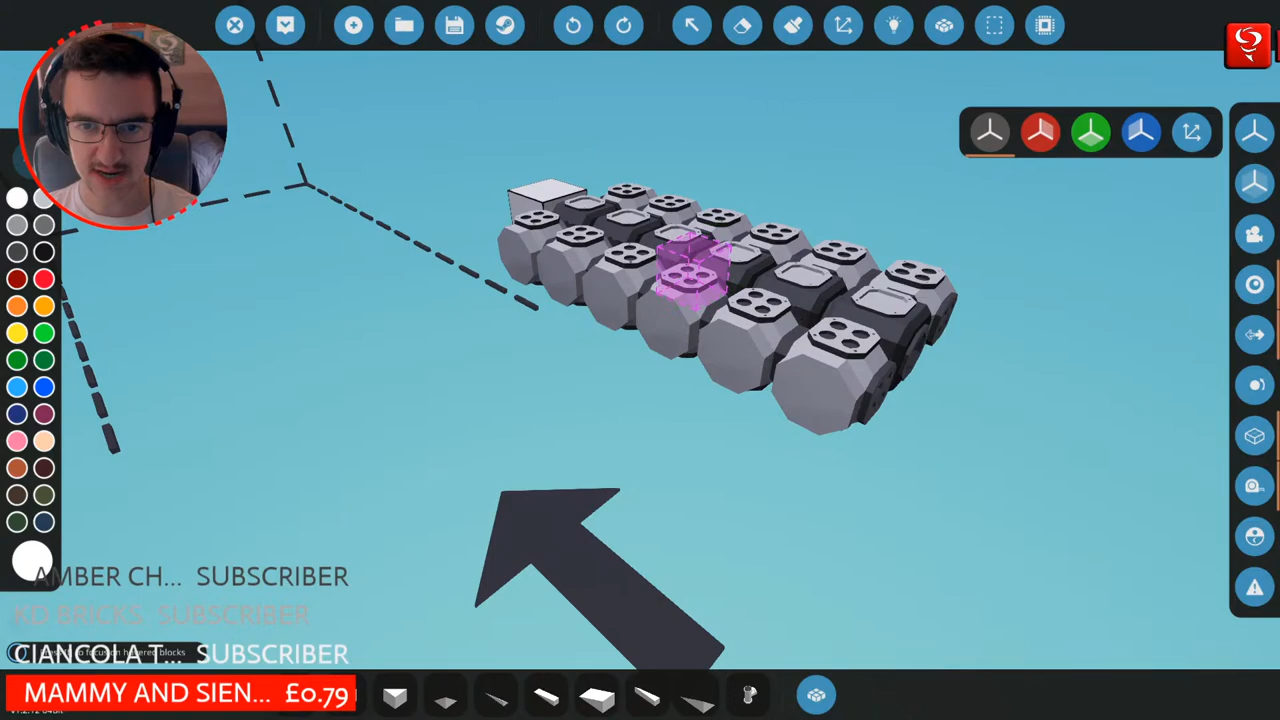 AMBER CH... SUBSCRIBER
KD BRICKS SUBSCRIBER
CIANCOLA T... SUBSCRIBER
MAMMY AND SIEN... £0.79